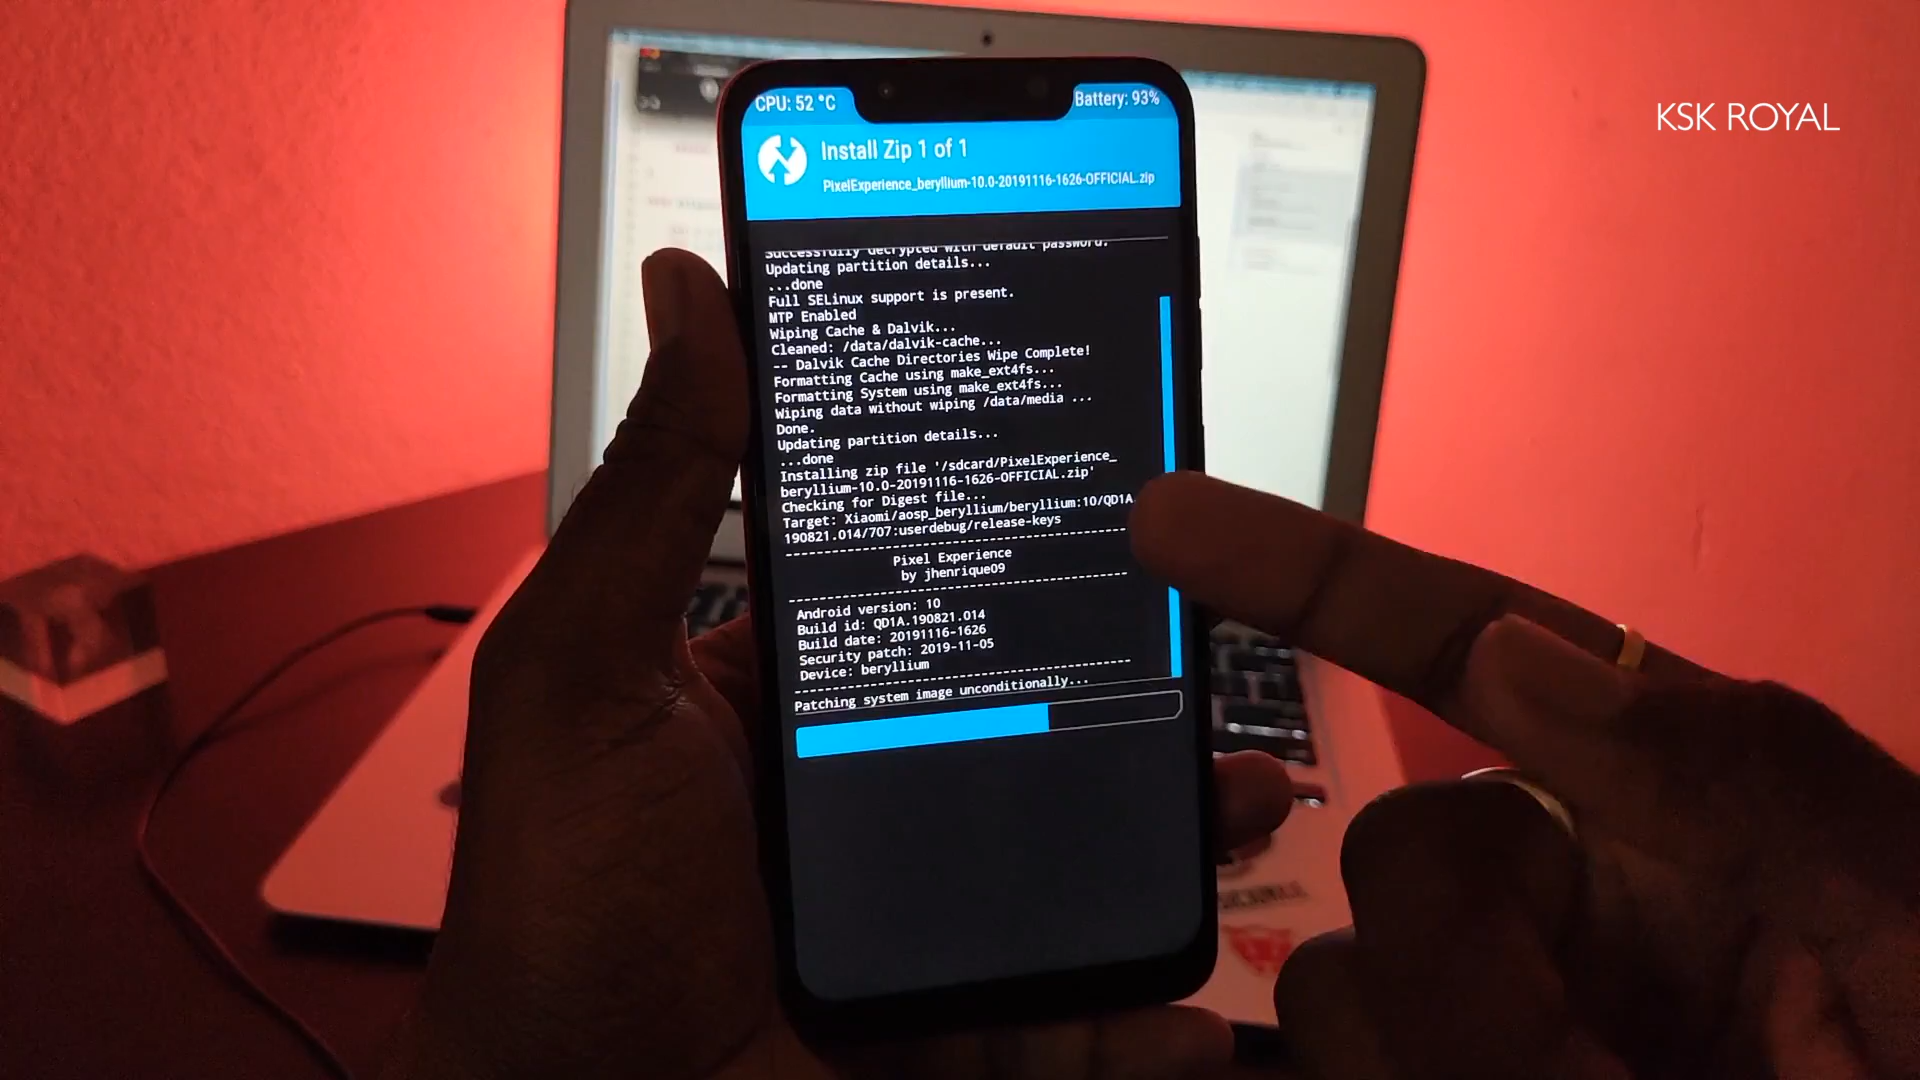 KSK ROYAL
CPU: 52 °C
Battery: 93%
Install Zip 1 of 1
PixelExperience_beryllium-10.0-20191116-1626-OFFICIAL.zip
Successfully decrypted with default password.
Updating partition details...
...done
Full SELinux support is present.
MTP Enabled
Wiping Cache & Dalvik...
Cleaned: /data/dalvik-cache...
-- Dalvik Cache Directories Wipe Complete!
Formatting Cache using make_ext4fs...
Formatting System using make_ext4fs...
Wiping data without wiping /data/media ...
Done.
Updating partition details...
...done
Installing zip file '/sdcard/PixelExperience_
beryllium-10.0-20191116-1626-OFFICIAL.zip'
Checking for Digest file...
Target: Xiaomi/aosp_beryllium/beryllium:10/QD1A.
190821.014/707:userdebug/release-keys
Pixel Experience
by jhenrique09
Android version: 10
Build id: QD1A.190821.014
Build date: 20191116-1626
Security patch: 2019-11-05
Device: beryllium
Patching system image unconditionally...